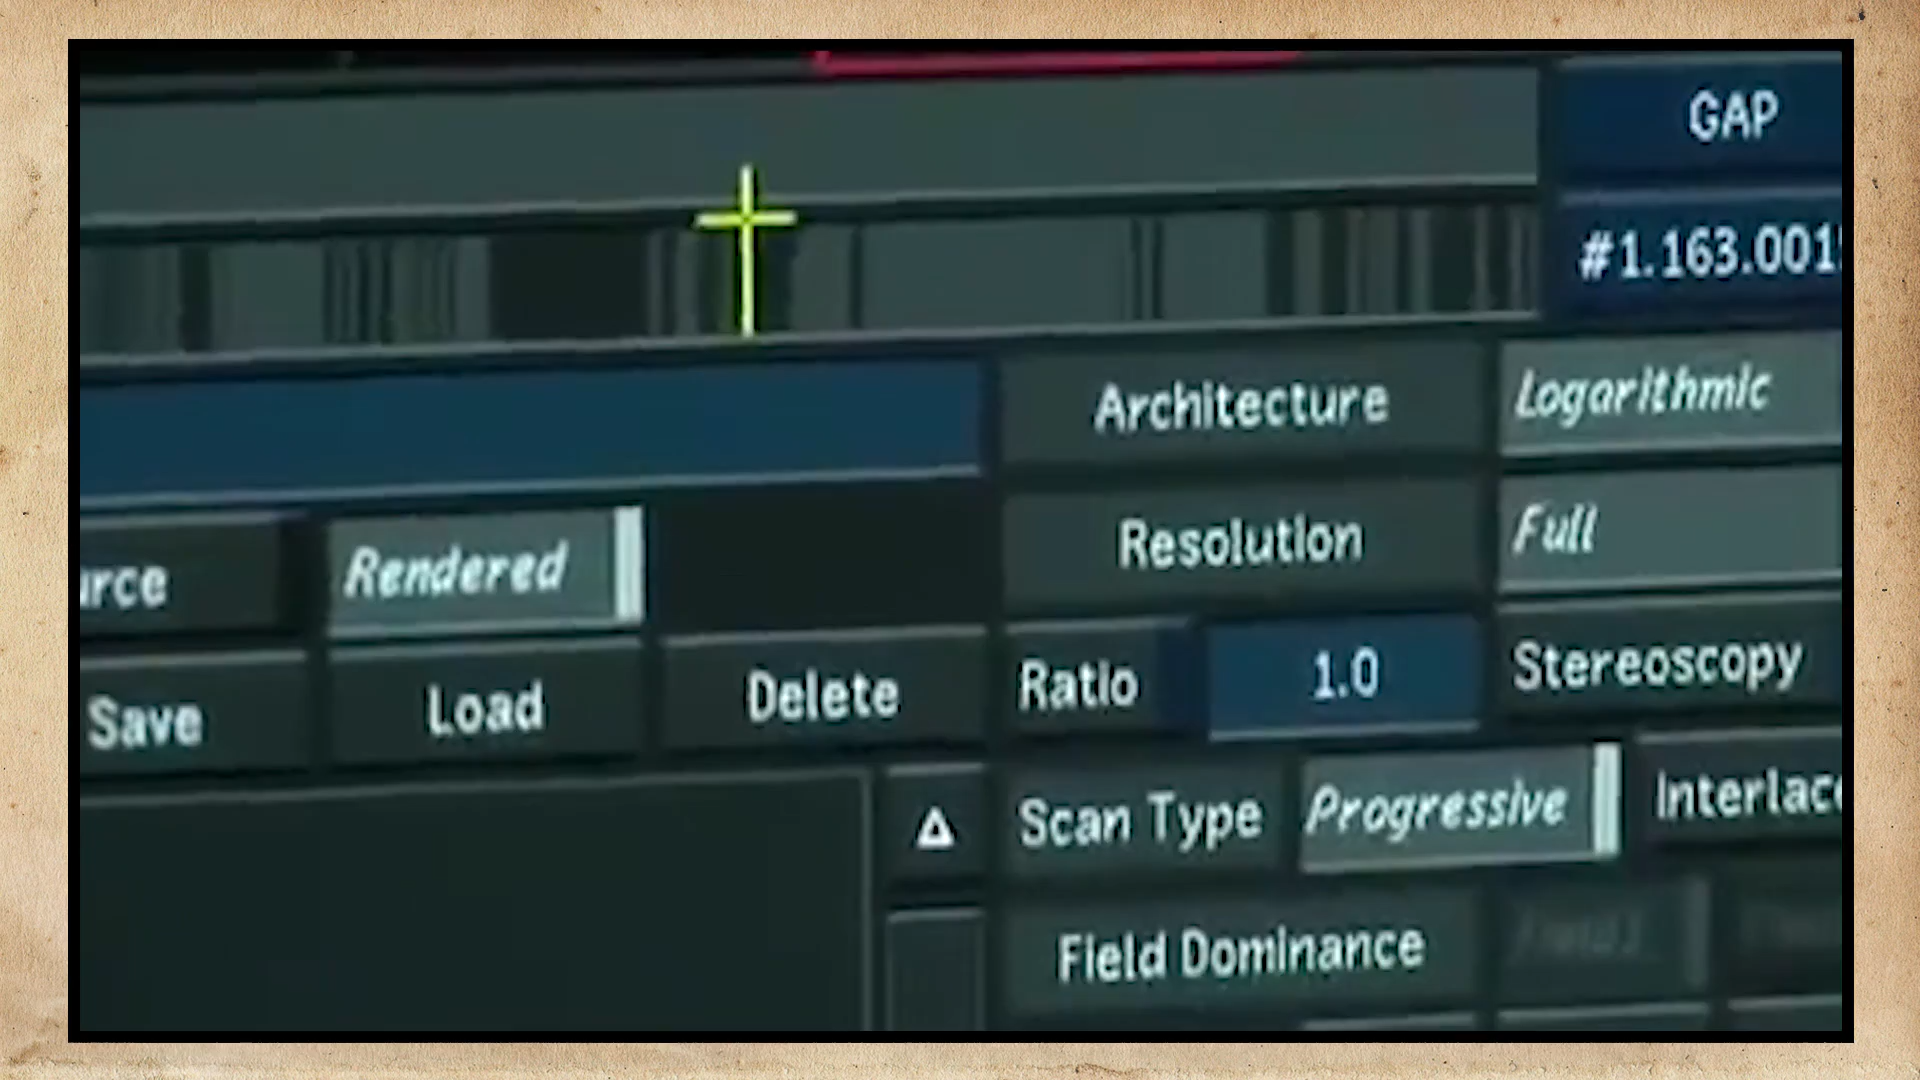 GAP
#1.163.001
Architecture Logarithmic
Resolution Full
urce Rendered
Save Load Delete Ratio 1.0 Stereoscopy
Scan Type Progressive Interlac
Field Dominance